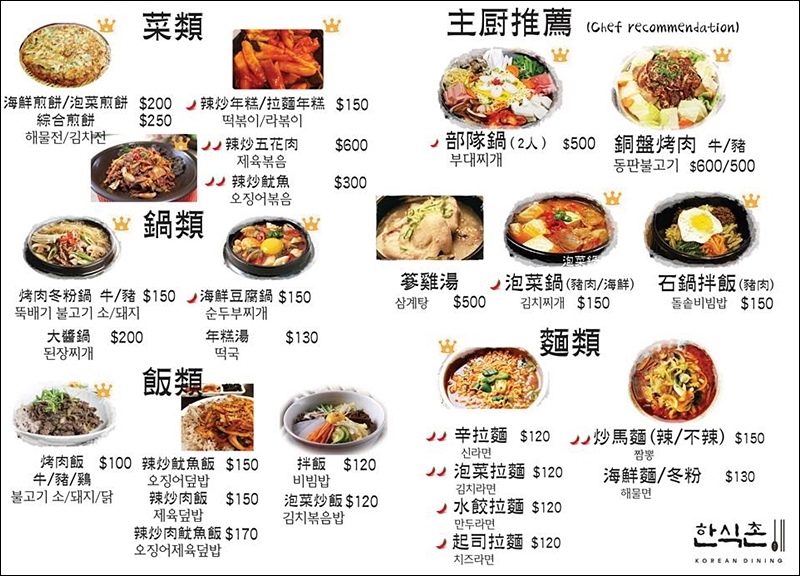 菜類
海鮮煎餅/泡菜煎餅 $200
綜合煎餅 $250
해물전/김치전
辣炒年糕/拉麵年糕 $150
떡볶이/라볶이
辣炒五花肉 $600
제육볶음
辣炒魷魚 $300
오징어볶음
鍋類
烤肉冬粉鍋 牛/豬 $150
뚝배기 불고기 소/돼지
海鮮豆腐鍋 $150
순두부찌개
大醬鍋 $200
된장찌개
年糕湯 $130
떡국
飯類
烤肉飯 $100
牛/豬/鷄
불고기 소/돼지/닭
辣炒魷魚飯 $150
오징어덮밥
辣炒肉飯 $150
제육덮밥
辣炒肉魷魚飯 $170
오징어제육덮밥
拌飯 $120
비빔밥
泡菜炒飯 $120
김치볶음밥
主厨推薦 (Chef recommendation)
部隊鍋(2人) $500
부대찌개
銅盤烤肉 牛/豬
동판불고기 $600/500
蔘雞湯
삼계탕 $500
泡菜鍋
泡菜鍋(豬肉/海鮮)
김치찌개 $150
石鍋拌飯(豬肉)
돌솥비빔밥 $150
麵類
辛拉麵 $120
신라면
泡菜拉麵 $120
김치라면
水餃拉麵 $120
만두라면
起司拉麵 $120
치즈라면
炒馬麵(辣/不辣) $150
짬뽕
海鮮麵/冬粉 $130
해물면
한식촌
KOREAN DINING